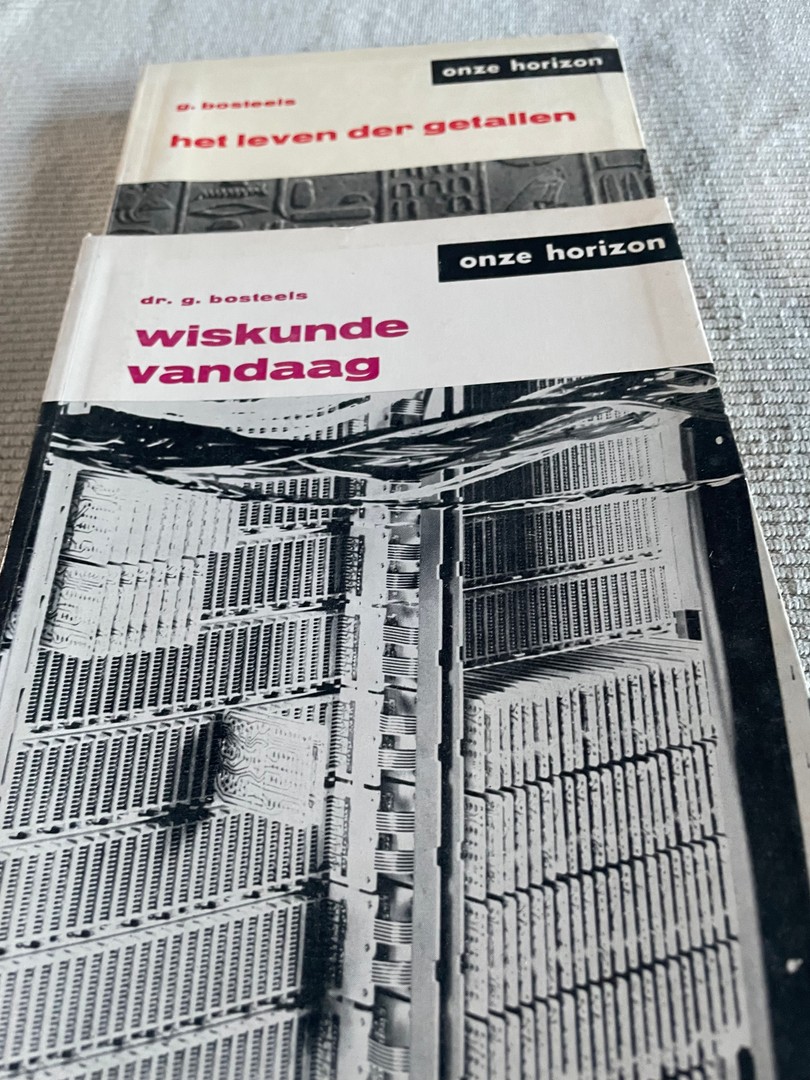 onze horizon
g. bosteels
het leven der getallen
onze horizon
dr. g. bosteels
wiskunde
vandaag